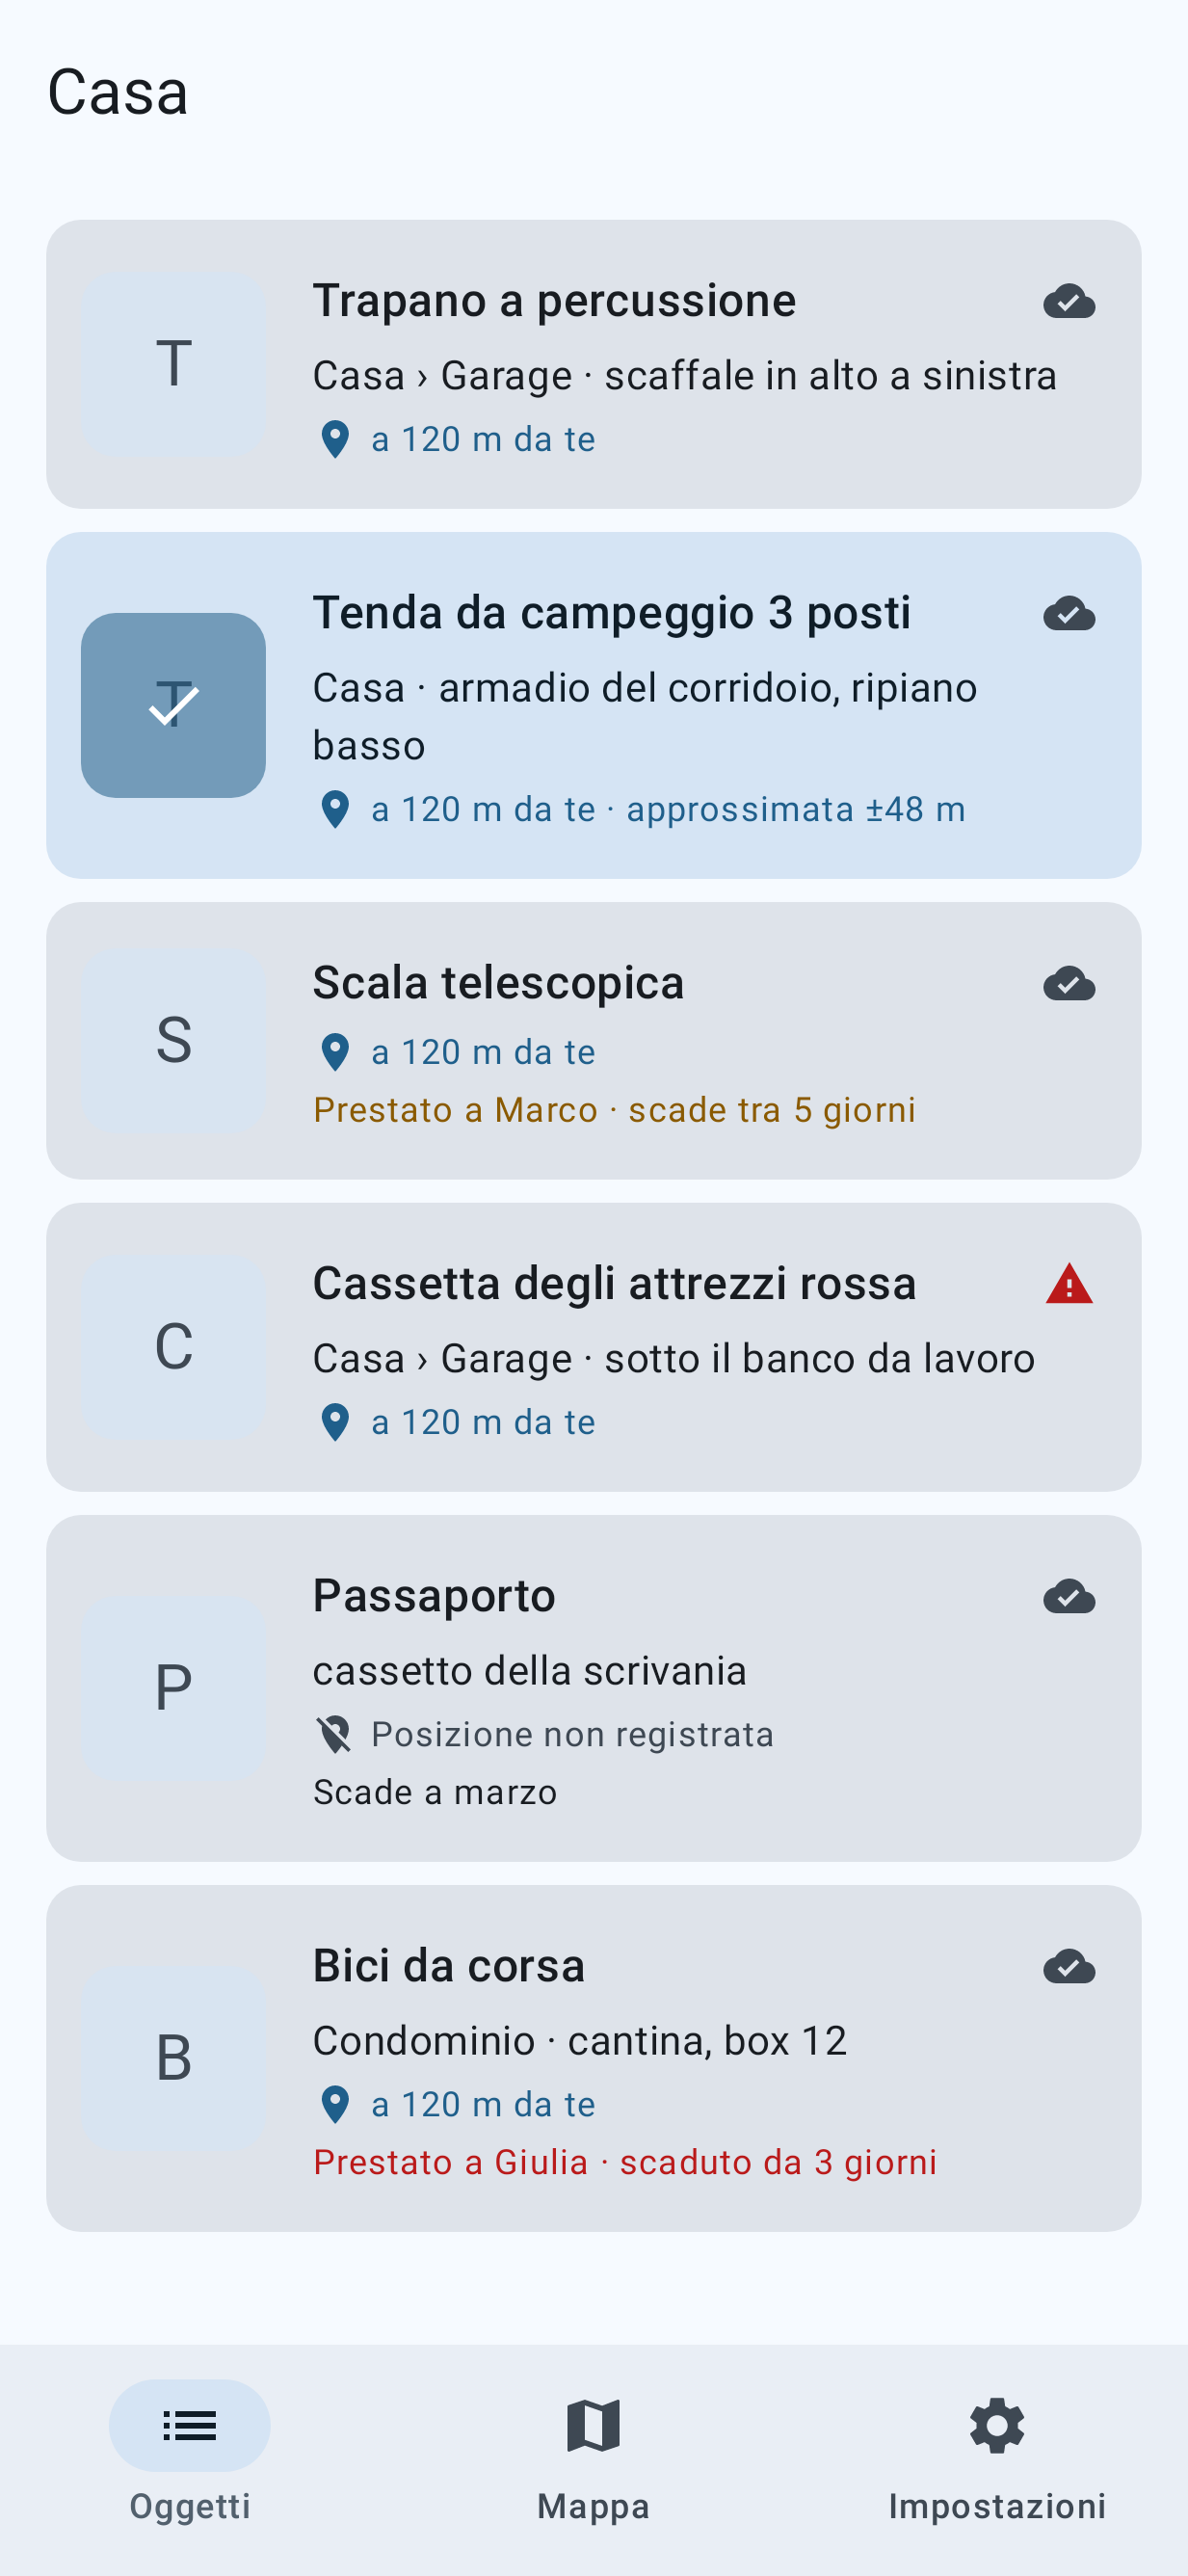 Casa
T
Trapano a percussione
Casa › Garage · scaffale in alto a sinistra
a 120 m da te
T
Tenda da campeggio 3 posti
Casa · armadio del corridoio, ripiano
basso
a 120 m da te · approssimata ±48 m
S
Scala telescopica
a 120 m da te
Prestato a Marco · scade tra 5 giorni
C
Cassetta degli attrezzi rossa
Casa › Garage · sotto il banco da lavoro
a 120 m da te
P
Passaporto
cassetto della scrivania
Posizione non registrata
Scade a marzo
B
Bici da corsa
Condominio · cantina, box 12
a 120 m da te
Prestato a Giulia · scaduto da 3 giorni
Oggetti
Mappa
Impostazioni